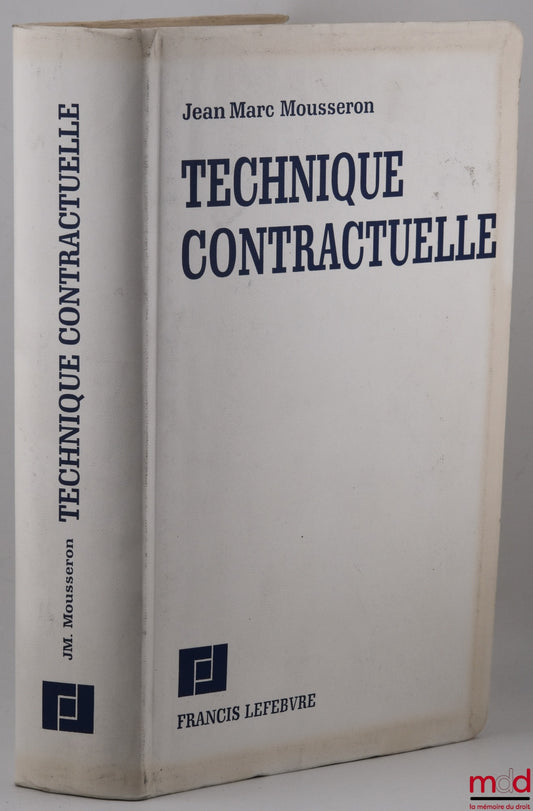 Jean Marc Mousseron
TECHNIQUE
CONTRACTUELLE
FRANCIS LEFEBVRE
JM. Mousseron TECHNIQUE CONTRACTUELLE
mdd
la mémoire du droit